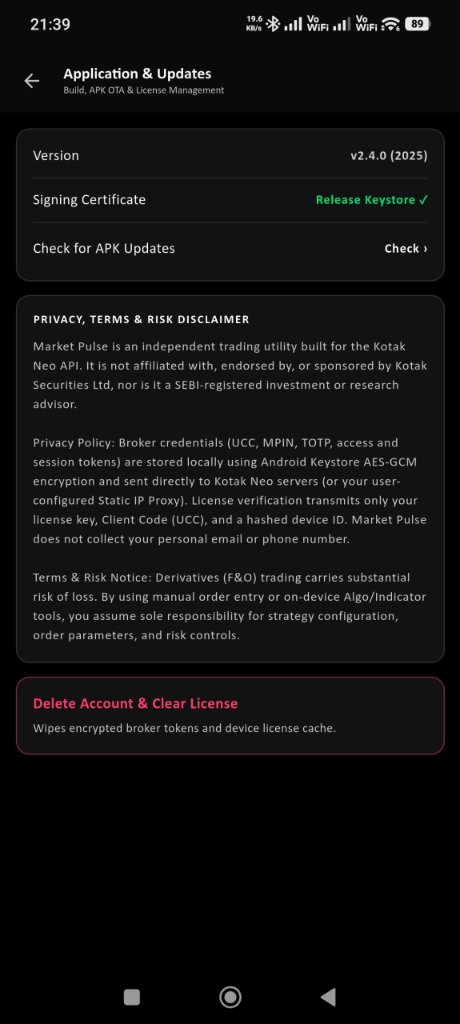 21:39
19.6
KB/s
Vo
WiFi
Vo
WiFi
89
Application & Updates
Build, APK OTA & License Management
Version
v2.4.0 (2025)
Signing Certificate
Release Keystore ✓
Check for APK Updates
Check ›
PRIVACY, TERMS & RISK DISCLAIMER
Market Pulse is an independent trading utility built for the Kotak
Neo API. It is not affiliated with, endorsed by, or sponsored by Kotak
Securities Ltd, nor is it a SEBI-registered investment or research
advisor.
Privacy Policy: Broker credentials (UCC, MPIN, TOTP, access and
session tokens) are stored locally using Android Keystore AES-GCM
encryption and sent directly to Kotak Neo servers (or your user-
configured Static IP Proxy). License verification transmits only your
license key, Client Code (UCC), and a hashed device ID. Market Pulse
does not collect your personal email or phone number.
Terms & Risk Notice: Derivatives (F&O) trading carries substantial
risk of loss. By using manual order entry or on-device Algo/Indicator
tools, you assume sole responsibility for strategy configuration,
order parameters, and risk controls.
Delete Account & Clear License
Wipes encrypted broker tokens and device license cache.